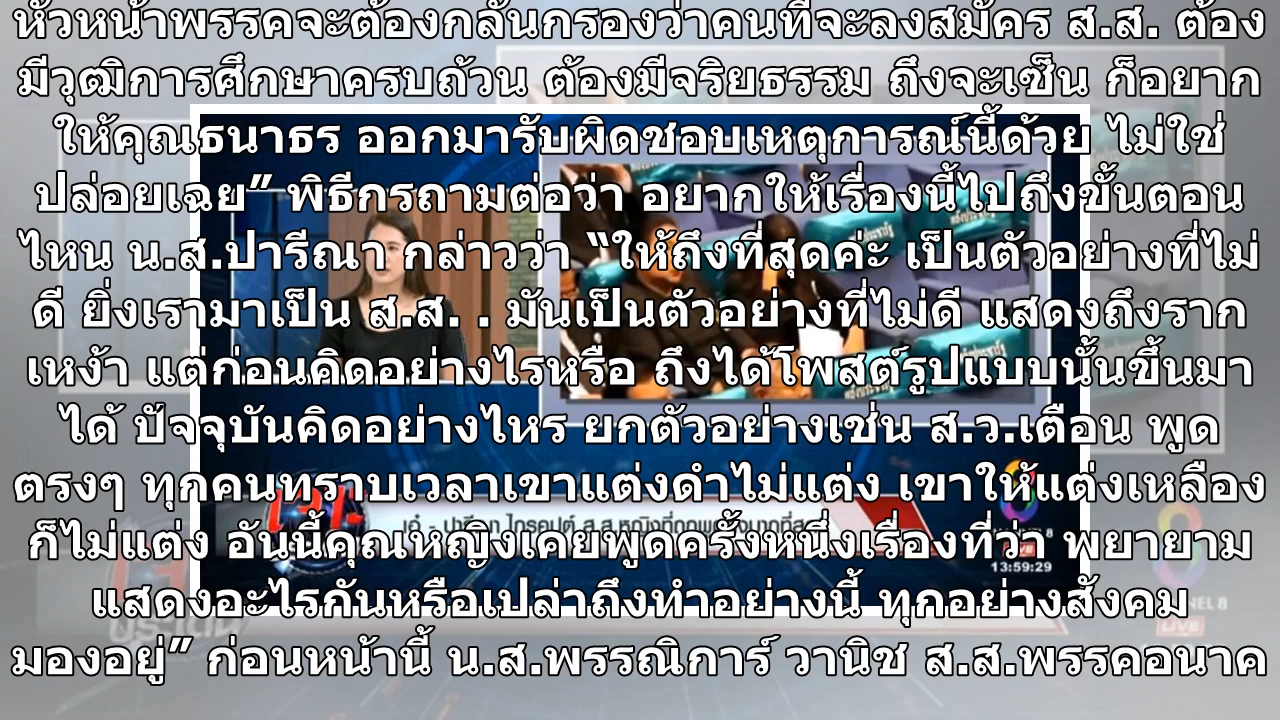 หัวหน้าพรรคจะต้องกลั่นกรองว่าคนที่จะลงสมัคร ส.ส. ต้อง
มีวุฒิการศึกษาครบถ้วน ต้องมีจริยธรรม ถึงจะเซ็น ก็อยาก
ให้คุณธนาธร ออกมารับผิดชอบเหตุการณ์นี้ด้วย ไม่ใช่
ปล่อยเฉย” พิธีกรถามต่อว่า อยากให้เรื่องนี้ไปถึงขั้นตอน
ไหน น.ส.ปารีณา กล่าวว่า “ให้ถึงที่สุดค่ะ เป็นตัวอย่างที่ไม่
ดี ยิ่งเรามาเป็น ส.ส. . มันเป็นตัวอย่างที่ไม่ดี แสดงถึงราก
เหง้า แต่ก่อนคิดอย่างไรหรือ ถึงได้โพสต์รูปแบบนั้นขึ้นมา
ได้ ปัจจุบันคิดอย่างไหร ยกตัวอย่างเช่น ส.ว.เตือน พูด
ตรงๆ ทุกคนทราบเวลาเขาแต่งดำไม่แต่ง เขาให้แต่งเหลือง
ก็ไม่แต่ง อันนี้คุณหญิงเคยพูดครั้งหนึ่งเรื่องที่ว่า พยายาม
แสดงอะไรกันหรือเปล่าถึงทำอย่างนี้ ทุกอย่างสังคม
มองอยู่” ก่อนหน้านี้ น.ส.พรรณิการ์ วานิช ส.ส.พรรคอนาค
13:59:29
LIVE